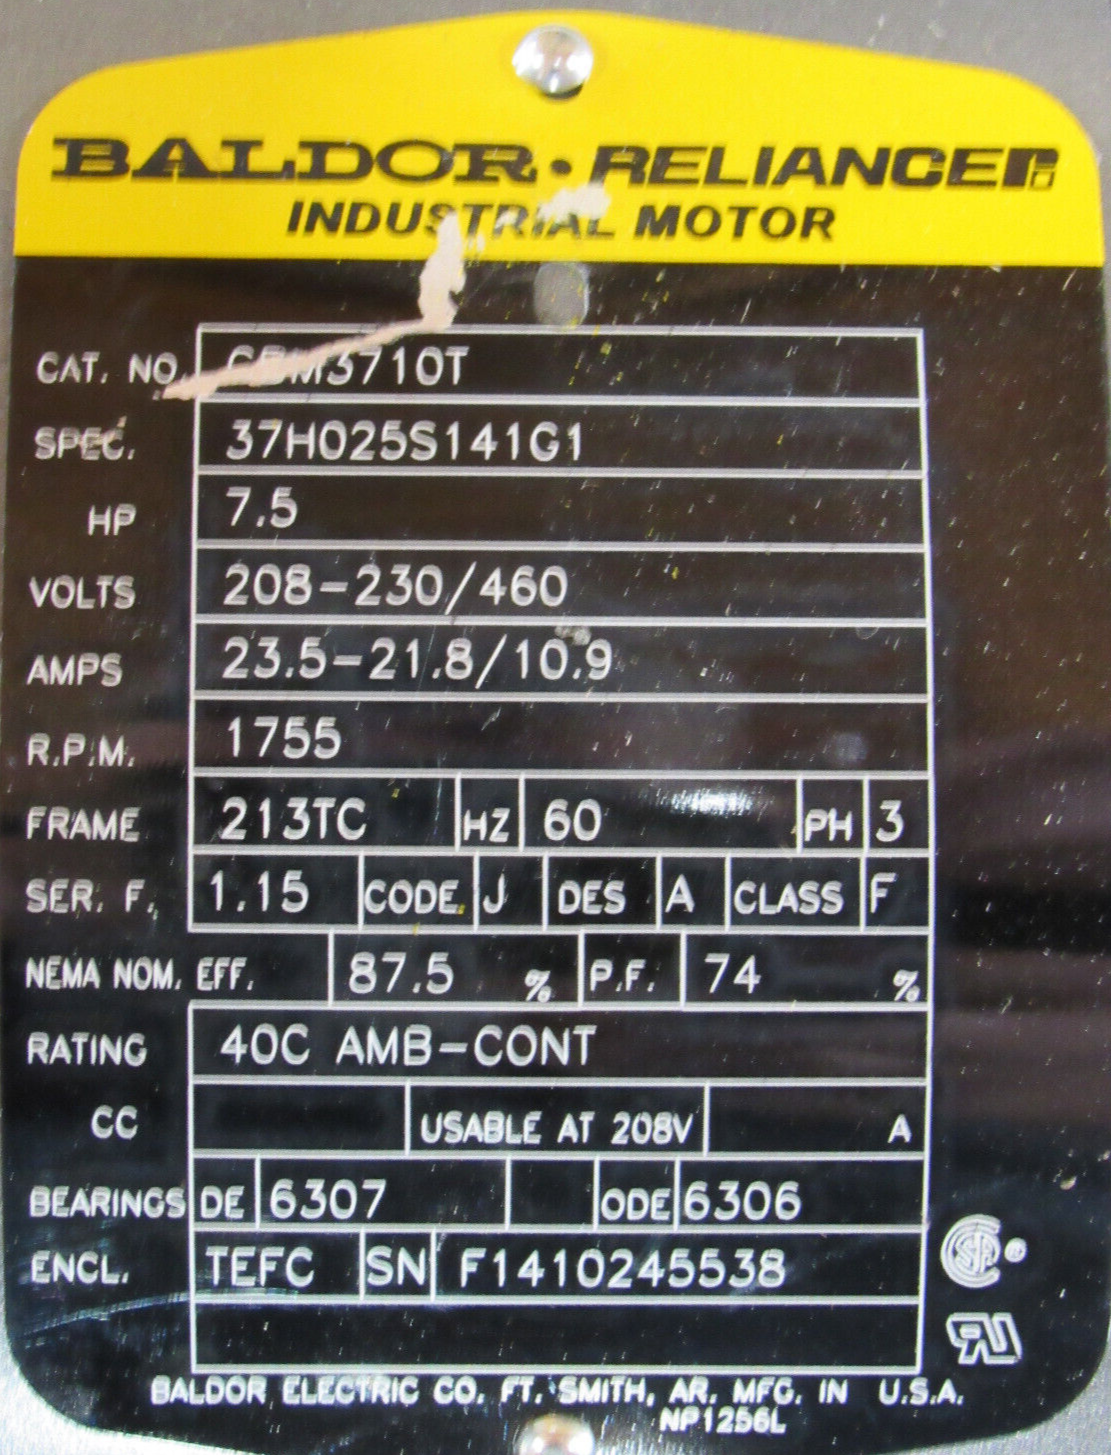 BALDOR • RELIANCER
INDUSTRIAL MOTOR
CAT. NO. CEM3710T
SPEC. 37H025S141G1
HP 7.5
VOLTS 208-230/460
AMPS 23.5-21.8/10.9
R.P.M. 1755
FRAME 213TC HZ 60 PH 3
SER. F. 1.15 CODE J DES A CLASS F
NEMA NOM. EFF. 87.5 % P.F. 74 %
RATING 40C AMB-CONT
CC USABLE AT 208V A
BEARINGS DE 6307 ODE 6306
ENCL. TEFC SN F1410245538
BALDOR ELECTRIC CO. FT. SMITH, AR. MFG. IN U.S.A.
NP1256L